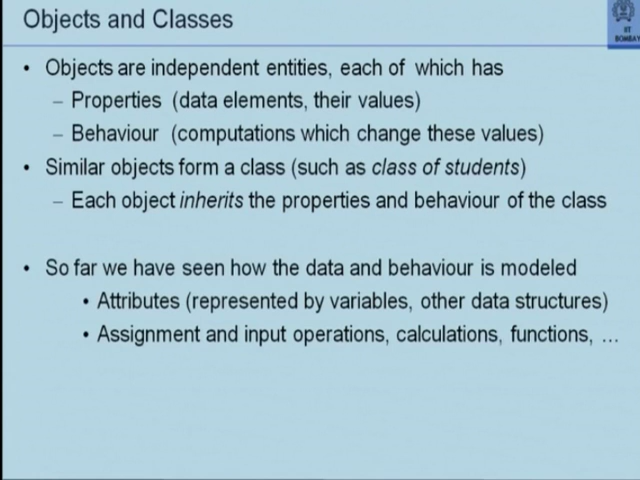 Objects and Classes
IIT
BOMBAY
• Objects are independent entities, each of which has
– Properties (data elements, their values)
– Behaviour (computations which change these values)
• Similar objects form a class (such as class of students)
– Each object inherits the properties and behaviour of the class
• So far we have seen how the data and behaviour is modeled
• Attributes (represented by variables, other data structures)
• Assignment and input operations, calculations, functions, ...